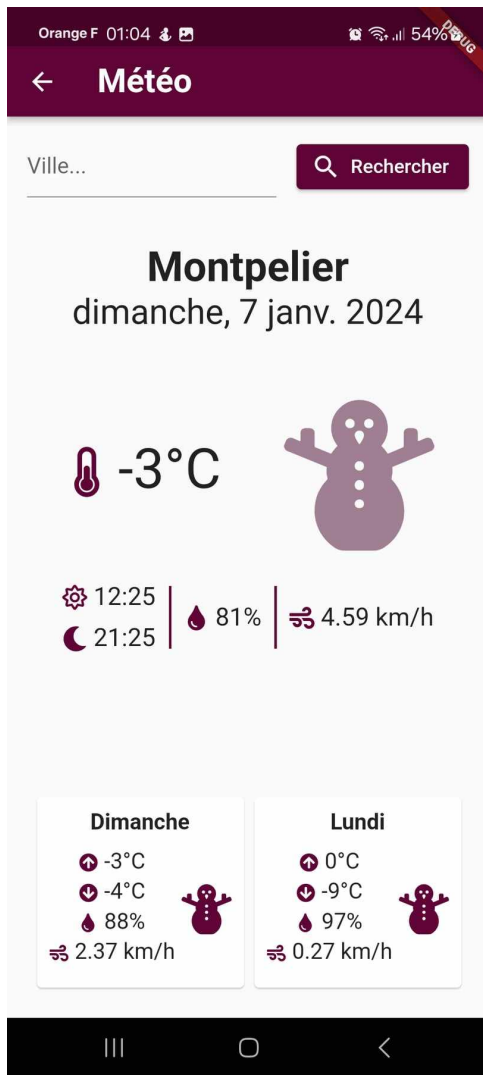 Orange F 01:04 54%
DEBUG
Météo
Ville...
Rechercher
Montpelier
dimanche, 7 janv. 2024
-3°C
12:25
21:25
81%
4.59 km/h
Dimanche
-3°C
-4°C
88%
2.37 km/h
Lundi
0°C
-9°C
97%
0.27 km/h